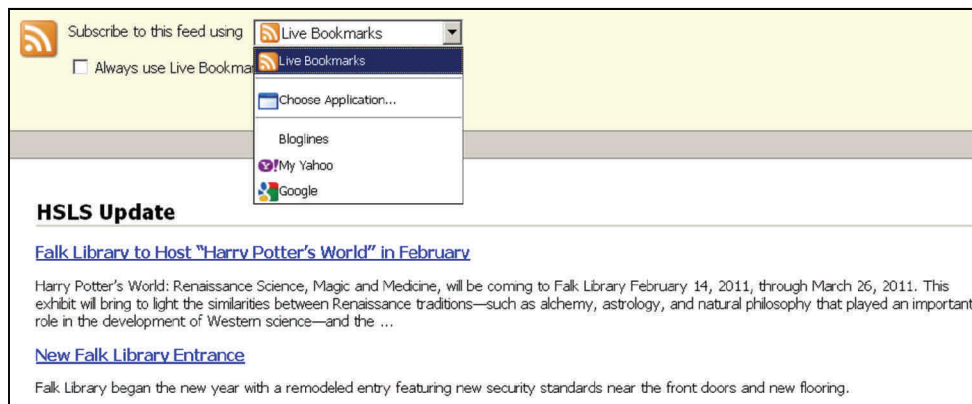 Subscribe to this feed using Live Bookmarks
Always use Live Bookma
Live Bookmarks
Choose Application...
Bloglines
My Yahoo
Google
HSLS Update
Falk Library to Host “Harry Potter’s World” in February
Harry Potter’s World: Renaissance Science, Magic and Medicine, will be coming to Falk Library February 14, 2011, through March 26, 2011. This
exhibit will bring to light the similarities between Renaissance traditions—such as alchemy, astrology, and natural philosophy that played an important
role in the development of Western science—and the ...
New Falk Library Entrance
Falk Library began the new year with a remodeled entry featuring new security standards near the front doors and new flooring.